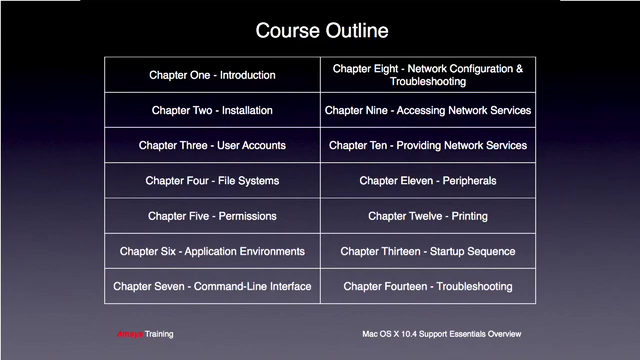 Course Outline
Chapter One - Introduction
Chapter Two - Installation
Chapter Three - User Accounts
Chapter Four - File Systems
Chapter Five - Permissions
Chapter Six - Application Environments
Chapter Seven - Command-Line Interface
Chapter Eight - Network Configuration &
Troubleshooting
Chapter Nine - Accessing Network Services
Chapter Ten - Providing Network Services
Chapter Eleven - Peripherals
Chapter Twelve - Printing
Chapter Thirteen - Startup Sequence
Chapter Fourteen - Troubleshooting
Training
Mac OS X 10.4 Support Essentials Overview